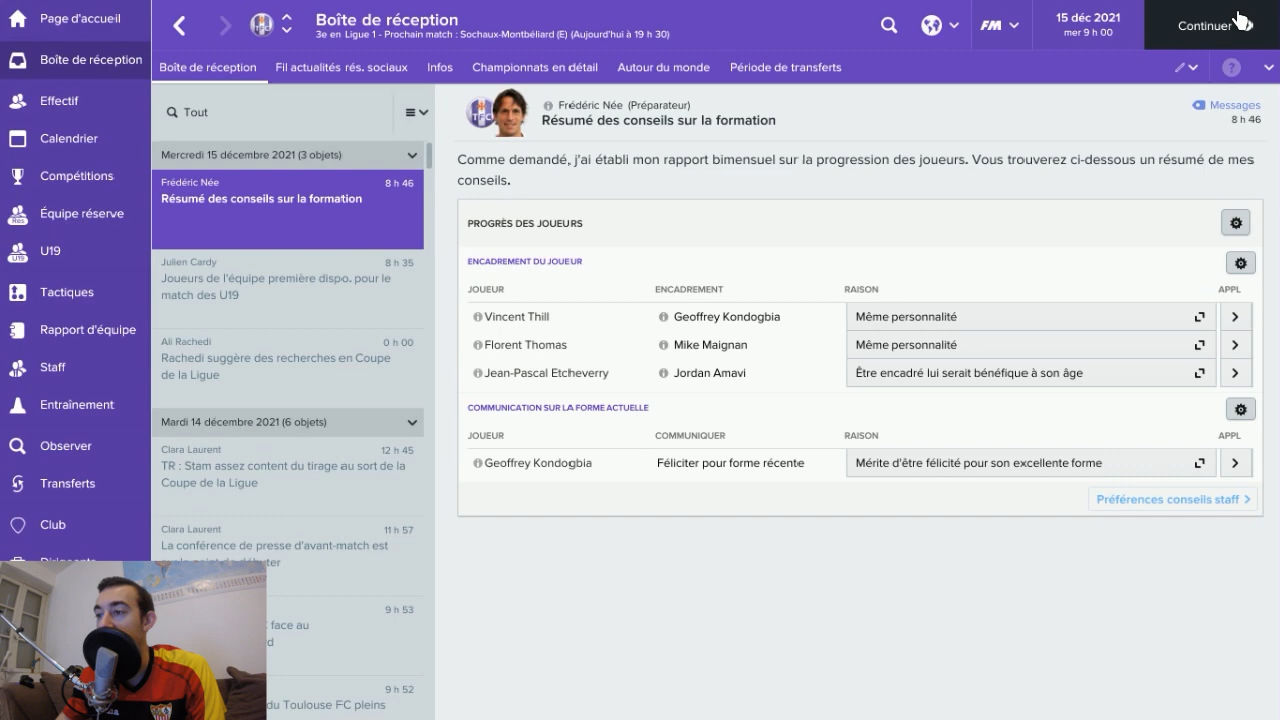 Page d'accueil
Boîte de réception
Effectif
Calendrier
Compétitions
Équipe réserve
U19
Tactiques
Rapport d'équipe
Staff
Entraînement
Observer
Transferts
Club
Boîte de réception
3e en Ligue 1 - Prochain match : Sochaux-Montbéliard (E) (Aujourd'hui à 19 h 30)
FM
15 déc 2021
mer 9 h 00
Continuer
Boîte de réception
Fil actualités rés. sociaux
Infos
Championnats en détail
Autour du monde
Période de transferts
Tout
Mercredi 15 décembre 2021 (3 objets)
Frédéric Née 8 h 46
Résumé des conseils sur la formation
Julien Cardy 8 h 35
Joueurs de l'équipe première dispo. pour le
match des U19
Ali Rachedi 0 h 00
Rachedi suggère des recherches en Coupe
de la Ligue
Mardi 14 décembre 2021 (6 objets)
Clara Laurent 12 h 45
TR : Stam assez content du tirage au sort de la
Coupe de la Ligue
Clara Laurent 11 h 57
La conférence de presse d'avant-match est
9 h 53
face au
9 h 52
du Toulouse FC pleins
Frédéric Née (Préparateur)
Résumé des conseils sur la formation
Messages
8 h 46
Comme demandé, j'ai établi mon rapport bimensuel sur la progression des joueurs. Vous trouverez ci-dessous un résumé de mes
conseils.
PROGRÈS DES JOUEURS
ENCADREMENT DU JOUEUR
JOUEUR ENCADREMENT RAISON APPL
Vincent Thill Geoffrey Kondogbia Même personnalité
Florent Thomas Mike Maignan Même personnalité
Jean-Pascal Etcheverry Jordan Amavi Être encadré lui serait bénéfique à son âge
COMMUNICATION SUR LA FORME ACTUELLE
JOUEUR COMMUNIQUER RAISON APPL
Geoffrey Kondogbia Féliciter pour forme récente Mérite d'être félicité pour son excellente forme
Préférences conseils staff